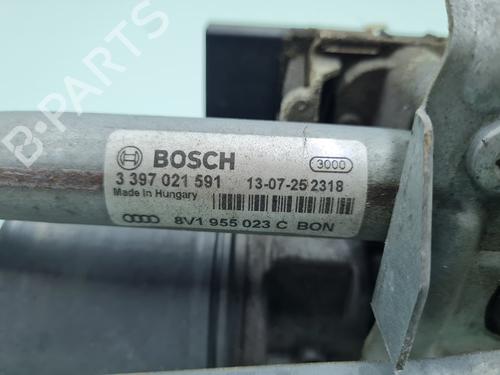 B-PARTS
BOSCH
3000
3 397 021 591 13-07-25 2318
Made in Hungary
8V1 955 023 C BON